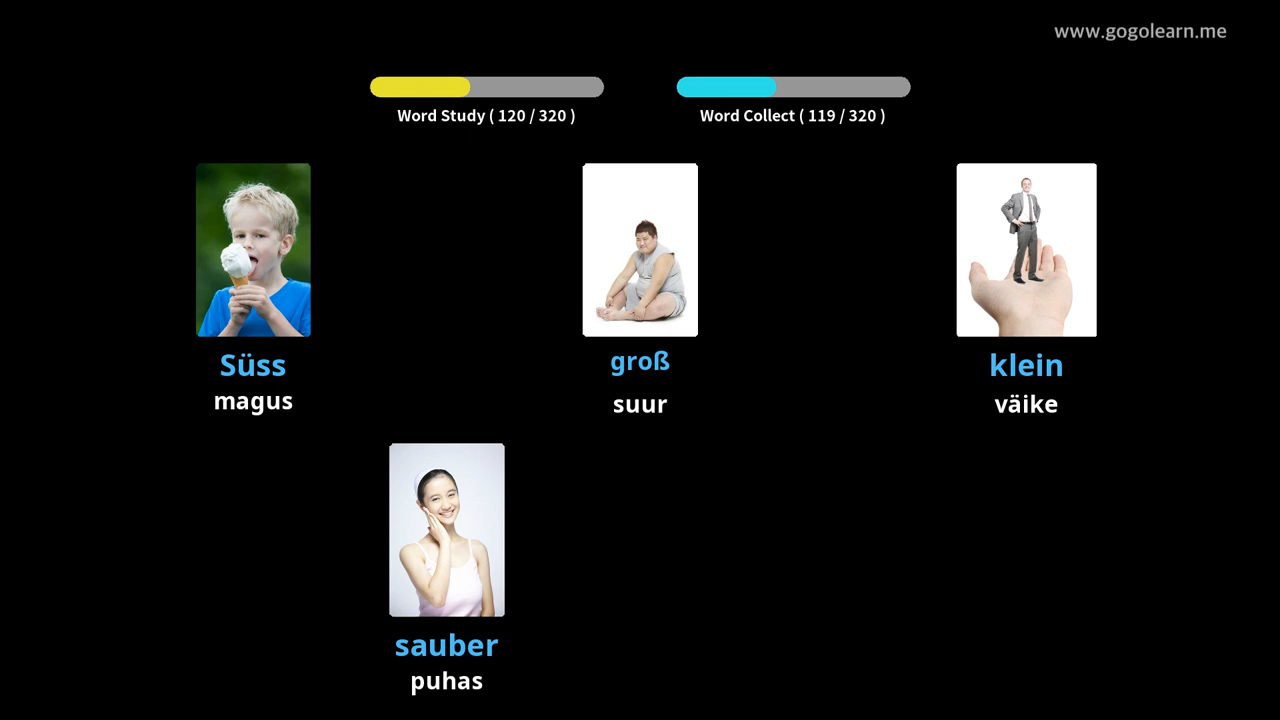 www.gogolearn.me
Word Study ( 120 / 320 )
Word Collect ( 119 / 320 )
Süss
magus
groß
suur
klein
väike
sauber
puhas